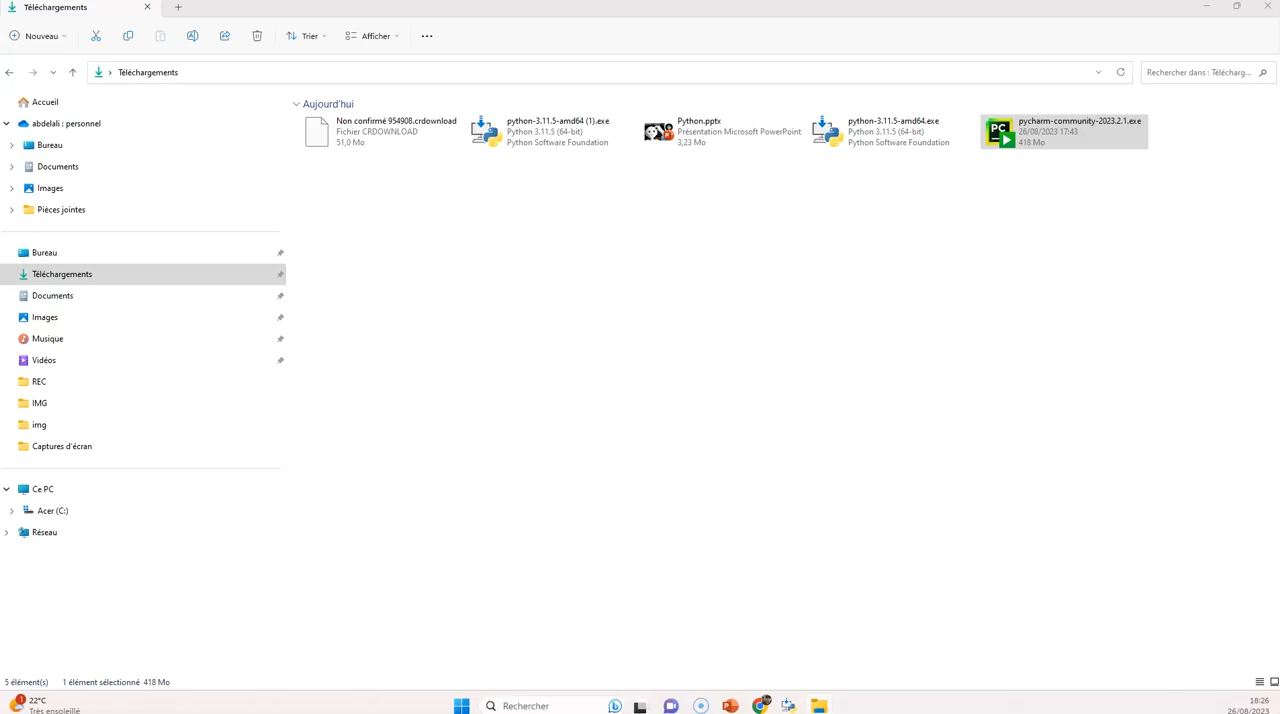 Téléchargements
Nouveau
Trier
Afficher
Téléchargements
Rechercher dans : Télécharg...
Accueil
abdelali : personnel
Bureau
Documents
Images
Pièces jointes
Bureau
Téléchargements
Documents
Images
Musique
Vidéos
REC
IMG
img
Captures d'écran
Ce PC
Acer (C:)
Réseau
Aujourd'hui
Non confirmé 954908.crdownload
Fichier CRDOWNLOAD
51,0 Mo
python-3.11.5-amd64 (1).exe
Python 3.11.5 (64-bit)
Python Software Foundation
Python.pptx
Présentation Microsoft PowerPoint
3,23 Mo
python-3.11.5-amd64.exe
Python 3.11.5 (64-bit)
Python Software Foundation
PC
pycharm-community-2023.2.1.exe
26/08/2023 17:43
418 Mo
5 élément(s) 1 élément sélectionné 418 Mo
1
22°C
Très ensoleillé
Rechercher
18:26
26/08/2023